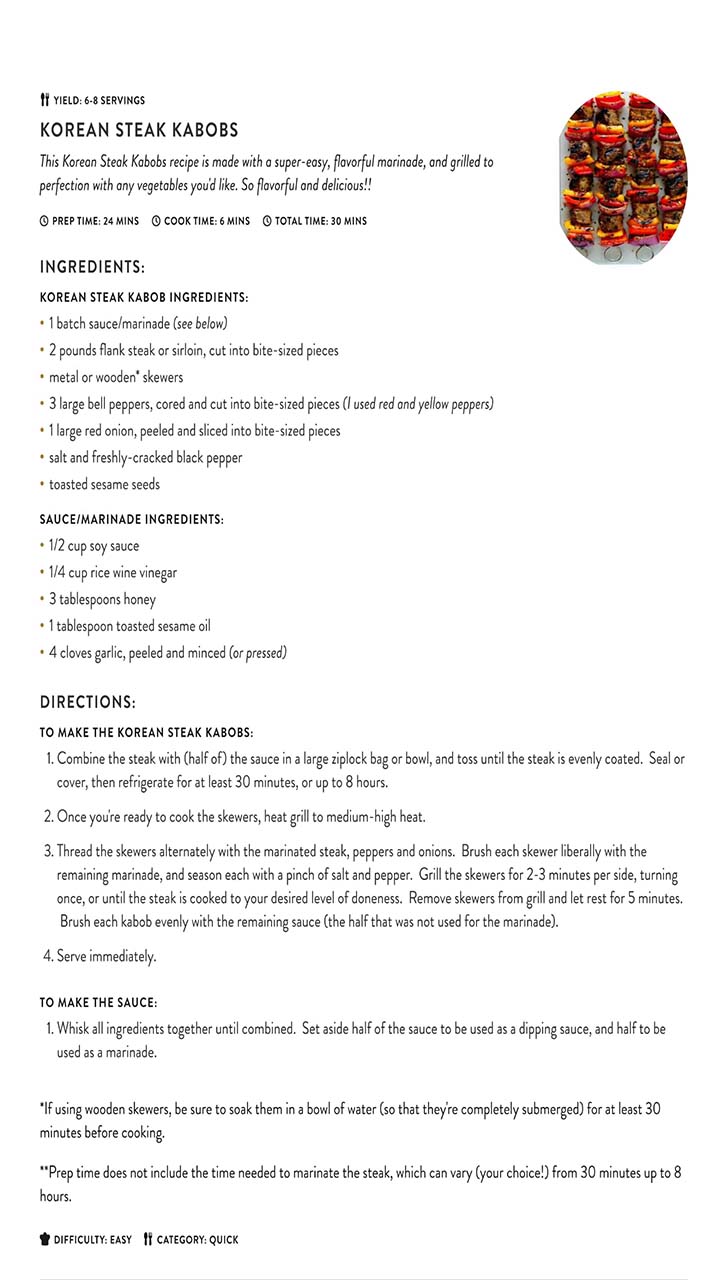 YIELD: 6-8 SERVINGS
KOREAN STEAK KABOBS
This Korean Steak Kabobs recipe is made with a super-easy, flavorful marinade, and grilled to
perfection with any vegetables you'd like. So flavorful and delicious!!
PREP TIME: 24 MINS COOK TIME: 6 MINS TOTAL TIME: 30 MINS
INGREDIENTS:
KOREAN STEAK KABOB INGREDIENTS:
• 1 batch sauce/marinade (see below)
• 2 pounds flank steak or sirloin, cut into bite-sized pieces
• metal or wooden* skewers
• 3 large bell peppers, cored and cut into bite-sized pieces (I used red and yellow peppers)
• 1 large red onion, peeled and sliced into bite-sized pieces
• salt and freshly-cracked black pepper
• toasted sesame seeds
SAUCE/MARINADE INGREDIENTS:
• 1/2 cup soy sauce
• 1/4 cup rice wine vinegar
• 3 tablespoons honey
• 1 tablespoon toasted sesame oil
• 4 cloves garlic, peeled and minced (or pressed)
DIRECTIONS:
TO MAKE THE KOREAN STEAK KABOBS:
1. Combine the steak with (half of) the sauce in a large ziplock bag or bowl, and toss until the steak is evenly coated. Seal or
cover, then refrigerate for at least 30 minutes, or up to 8 hours.
2. Once you're ready to cook the skewers, heat grill to medium-high heat.
3. Thread the skewers alternately with the marinated steak, peppers and onions. Brush each skewer liberally with the
remaining marinade, and season each with a pinch of salt and pepper. Grill the skewers for 2-3 minutes per side, turning
once, or until the steak is cooked to your desired level of doneness. Remove skewers from grill and let rest for 5 minutes.
Brush each kabob evenly with the remaining sauce (the half that was not used for the marinade).
4. Serve immediately.
TO MAKE THE SAUCE:
1. Whisk all ingredients together until combined. Set aside half of the sauce to be used as a dipping sauce, and half to be
used as a marinade.
*If using wooden skewers, be sure to soak them in a bowl of water (so that they're completely submerged) for at least 30
minutes before cooking.
**Prep time does not include the time needed to marinate the steak, which can vary (your choice!) from 30 minutes up to 8
hours.
DIFFICULTY: EASY CATEGORY: QUICK